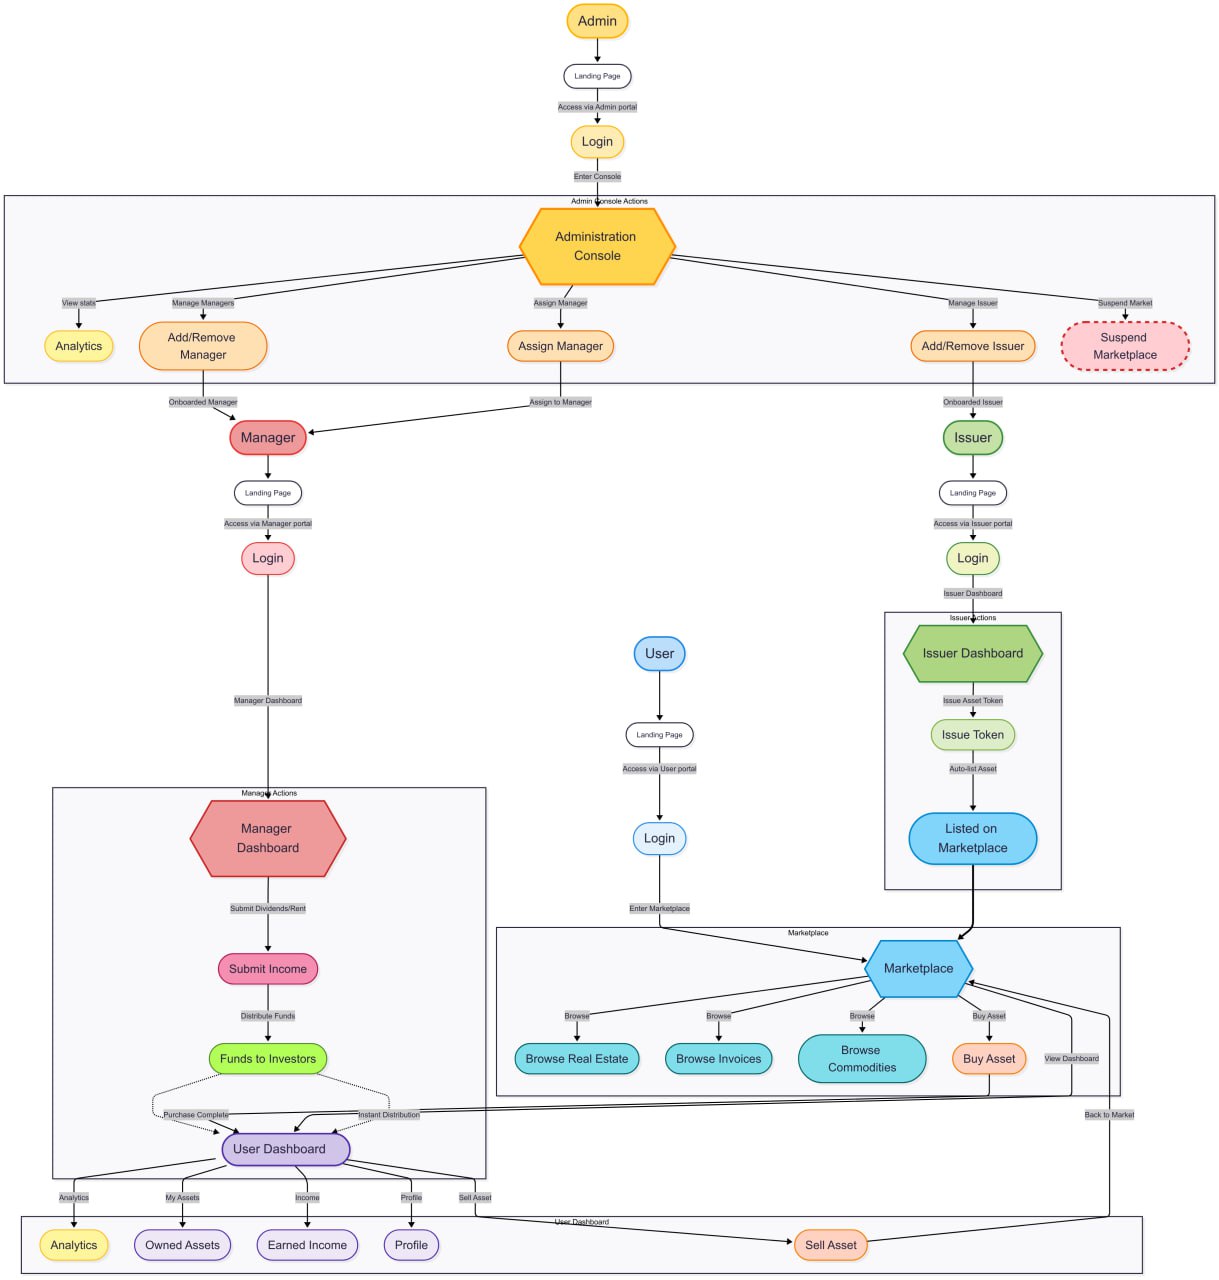 Admin
Landing Page
Access via Admin portal
Login
Enter Console
Admin Console Actions
Administration
Console
View stats
Manage Managers
Assign Manager
Manage Issuer
Suspend Market
Analytics
Add/Remove
Manager
Assign Manager
Add/Remove Issuer
Suspend
Marketplace
Onboarded Manager
Assign to Manager
Onboarded Issuer
Manager
Issuer
Landing Page
Landing Page
Access via Manager portal
Access via Issuer portal
Login
Login
Issuer Dashboard
Issuer Actions
User
Issuer Dashboard
Manager Dashboard
Issue Asset Token
Landing Page
Issue Token
Access via User portal
Auto-list Asset
Manager Actions
Manager
Dashboard
Login
Listed on
Marketplace
Submit Dividends/Rent
Enter Marketplace
Marketplace
Submit Income
Marketplace
Distribute Funds
Browse
Browse
Browse
Buy Asset
Funds to Investors
Browse Real Estate
Browse Invoices
Browse
Commodities
Buy Asset
View Dashboard
Purchase Complete
Instant Distribution
Back to Market
User Dashboard
Analytics
My Assets
Income
Profile
Sell Asset
User Dashboard
Analytics
Owned Assets
Earned Income
Profile
Sell Asset